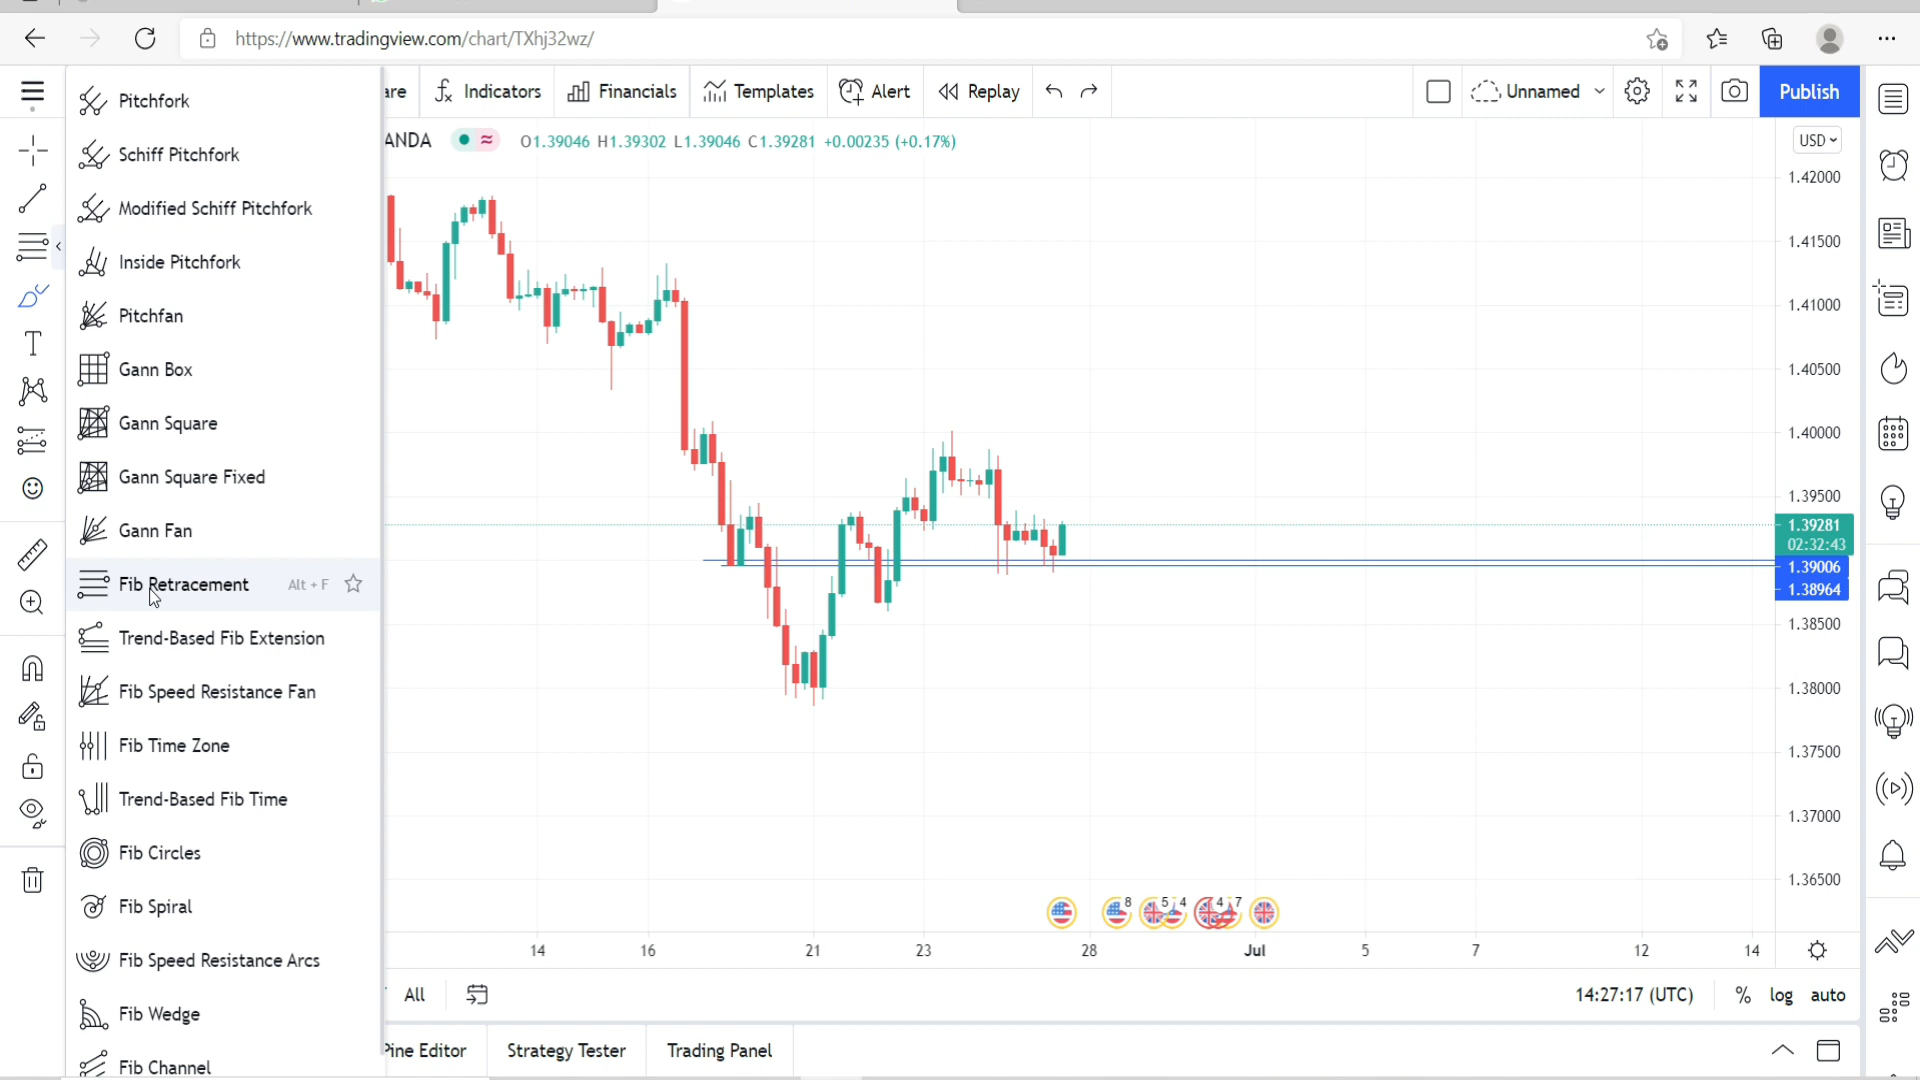 https://www.tradingview.com/chart/TXhj32wz/
are
Indicators
Financials
Templates
Alert
Replay
Unnamed
Publish
ANDA
O1.39046 H1.39302 L1.39046 C1.39281 +0.00235 (+0.17%)
USD
Pitchfork
Schiff Pitchfork
Modified Schiff Pitchfork
Inside Pitchfork
Pitchfan
Gann Box
Gann Square
Gann Square Fixed
Gann Fan
Fib Retracement Alt + F
Trend-Based Fib Extension
Fib Speed Resistance Fan
Fib Time Zone
Trend-Based Fib Time
Fib Circles
Fib Spiral
Fib Speed Resistance Arcs
Fib Wedge
Fib Channel
1.42000
1.41500
1.41000
1.40500
1.40000
1.39500
1.39281
02:32:43
1.39006
1.38964
1.38500
1.38000
1.37500
1.37000
1.36500
8 5 4 4 7
14 16 21 23 28 Jul 5 7 12 14
All
14:27:17 (UTC) % log auto
Pine Editor
Strategy Tester
Trading Panel